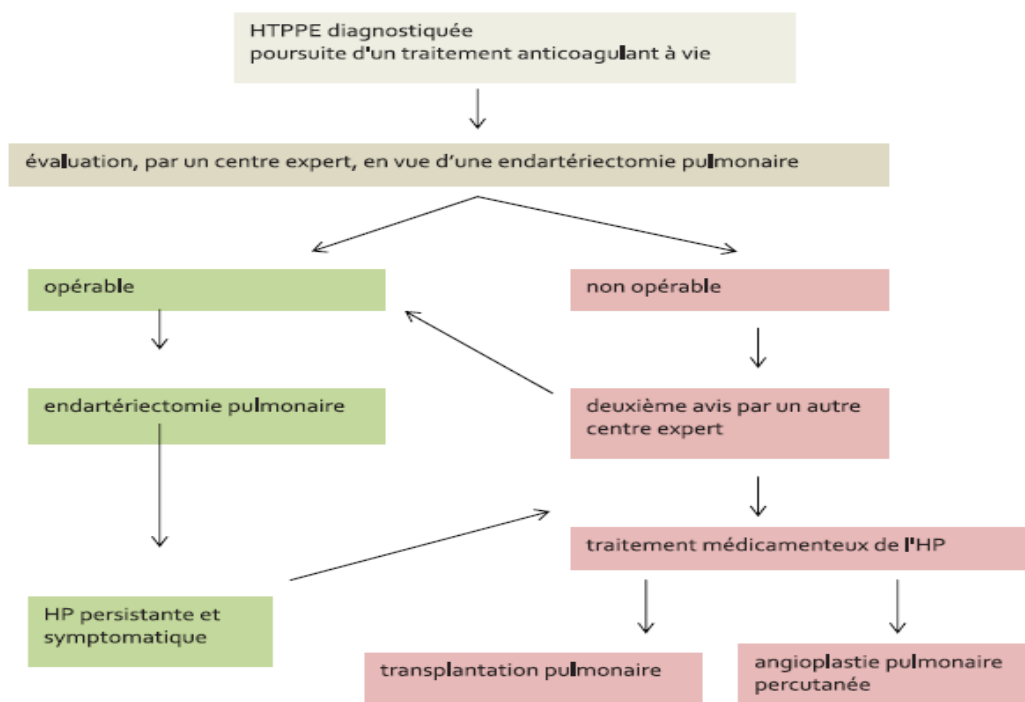 HTPPE diagnostiquée
poursuite d'un traitement anticoagulant à vie
évaluation, par un centre expert, en vue d’une endartériectomie pulmonaire
opérable
non opérable
endartériectomie pulmonaire
deuxième avis par un autre
centre expert
traitement médicamenteux de l'HP
HP persistante et
symptomatique
transplantation pulmonaire
angioplastie pulmonaire
percutanée